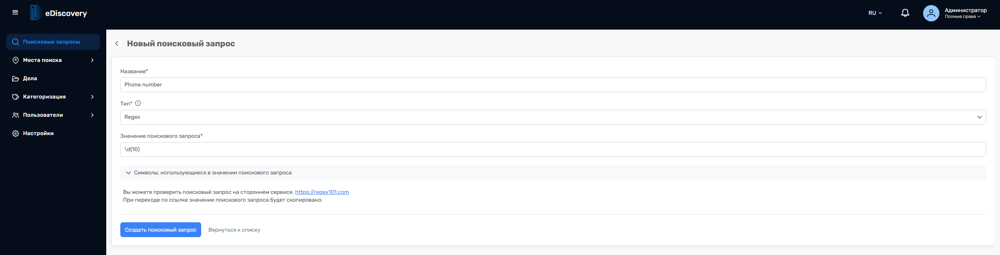 eDiscovery
RU
Администратор
Полные права
Поисковые запросы
Места поиска
Дела
Категоризация
Пользователи
Настройки
Новый поисковый запрос
Название*
Phone number
Тип*
Regex
Значение поискового запроса*
\d{10}
Символы, использующиеся в значении поискового запроса
Вы можете проверить поисковый запрос на стороннем сервисе. https://regex101.com
При переходе по ссылке значение поискового запроса будет скопировано.
Создать поисковый запрос
Вернуться к списку